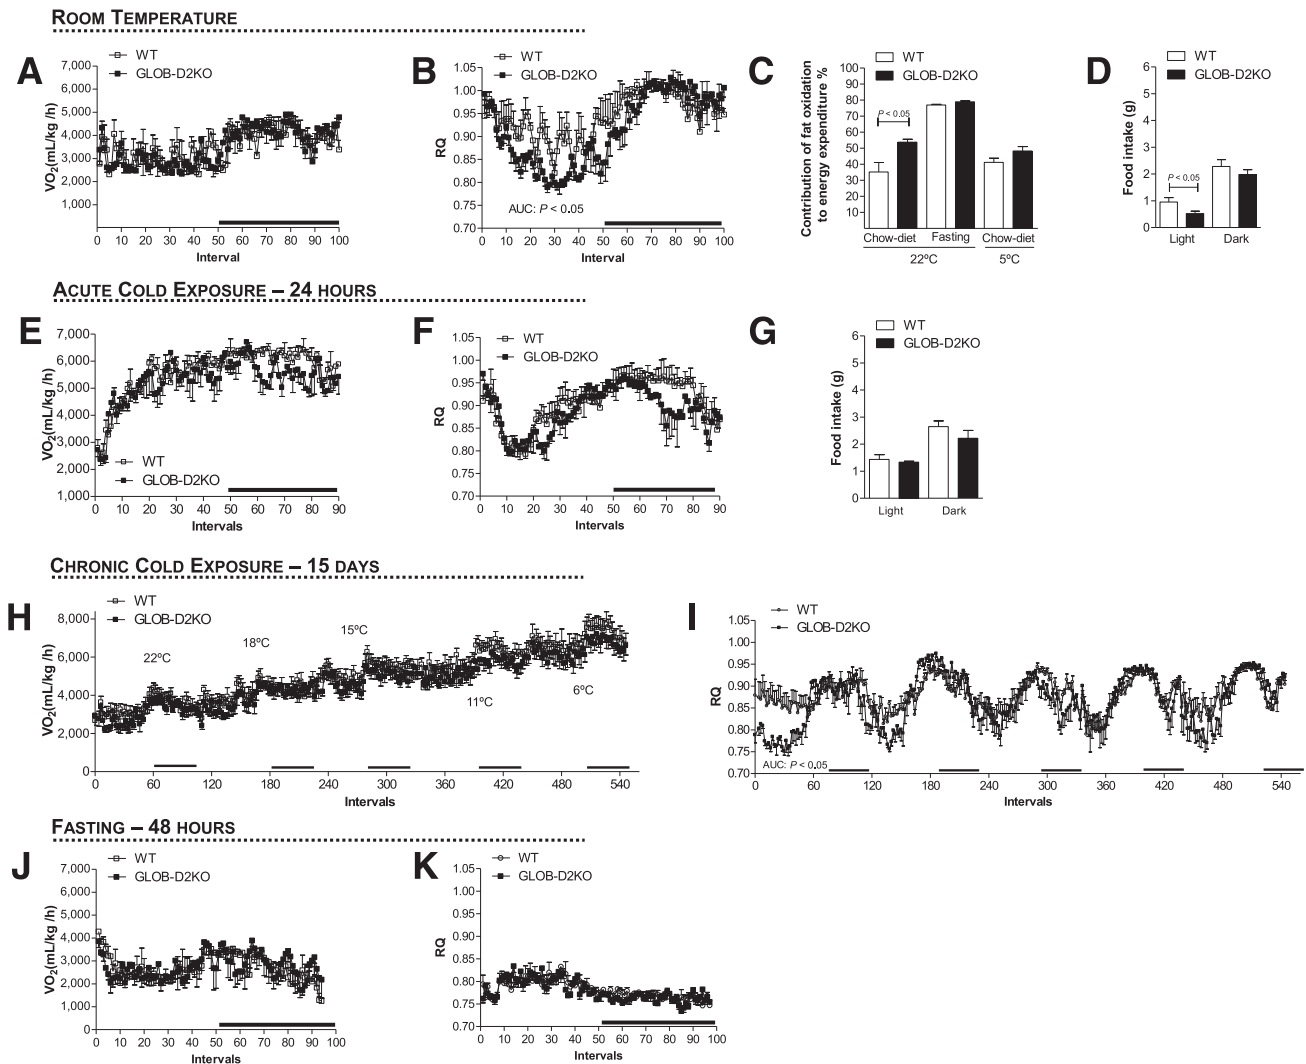 ROOM TEMPERATURE
A
WT
GLOB-D2KO
7,000
6,000
5,000
4,000
3,000
2,000
1,000
VO2(mL/kg /h)
0 10 20 30 40 50 60 70 80 90 100
Interval
B
WT
GLOB-D2KO
1.05
1.00
0.95
0.90
0.85
0.80
0.75
0.70
RQ
AUC: P < 0.05
0 10 20 30 40 50 60 70 80 90 100
Interval
C
WT
GLOB-D2KO
Contribution of fat oxidation
to energy expenditure %
100
90
80
70
60
50
40
30
20
10
P < 0.05
Chow-diet Fasting Chow-diet
22ºC 5ºC
D
WT
GLOB-D2KO
Food intake (g)
6
5
4
3
2
1
0
P < 0.05
Light Dark
ACUTE COLD EXPOSURE – 24 HOURS
E
7,000
6,000
5,000
4,000
3,000
2,000
1,000
VO2(mL/kg /h)
WT
GLOB-D2KO
0 10 20 30 40 50 60 70 80 90
Intervals
F
WT
GLOB-D2KO
1.05
1.00
0.95
0.90
0.85
0.80
0.75
0.70
RQ
0 10 20 30 40 50 60 70 80 90
Intervals
G
WT
GLOB-D2KO
Food intake (g)
6
5
4
3
2
1
0
Light Dark
CHRONIC COLD EXPOSURE – 15 DAYS
H
WT
GLOB-D2KO
8,000
6,000
4,000
2,000
0
VO2(mL/kg /h)
22ºC
18ºC
15ºC
11ºC
6ºC
0 60 120 180 240 300 360 420 480 540
Intervals
I
WT
GLOB-D2KO
1.05
1.00
0.95
0.90
0.85
0.80
0.75
0.70
RQ
AUC: P < 0.05
0 60 120 180 240 300 360 420 480 540
Intervals
FASTING – 48 HOURS
J
WT
GLOB-D2KO
7,000
6,000
5,000
4,000
3,000
2,000
1,000
0
VO2(mL/kg /h)
0 10 20 30 40 50 60 70 80 90 100
Intervals
K
WT
GLOB-D2KO
1.05
1.00
0.95
0.90
0.85
0.80
0.75
0.70
RQ
0 10 20 30 40 50 60 70 80 90 100
Intervals